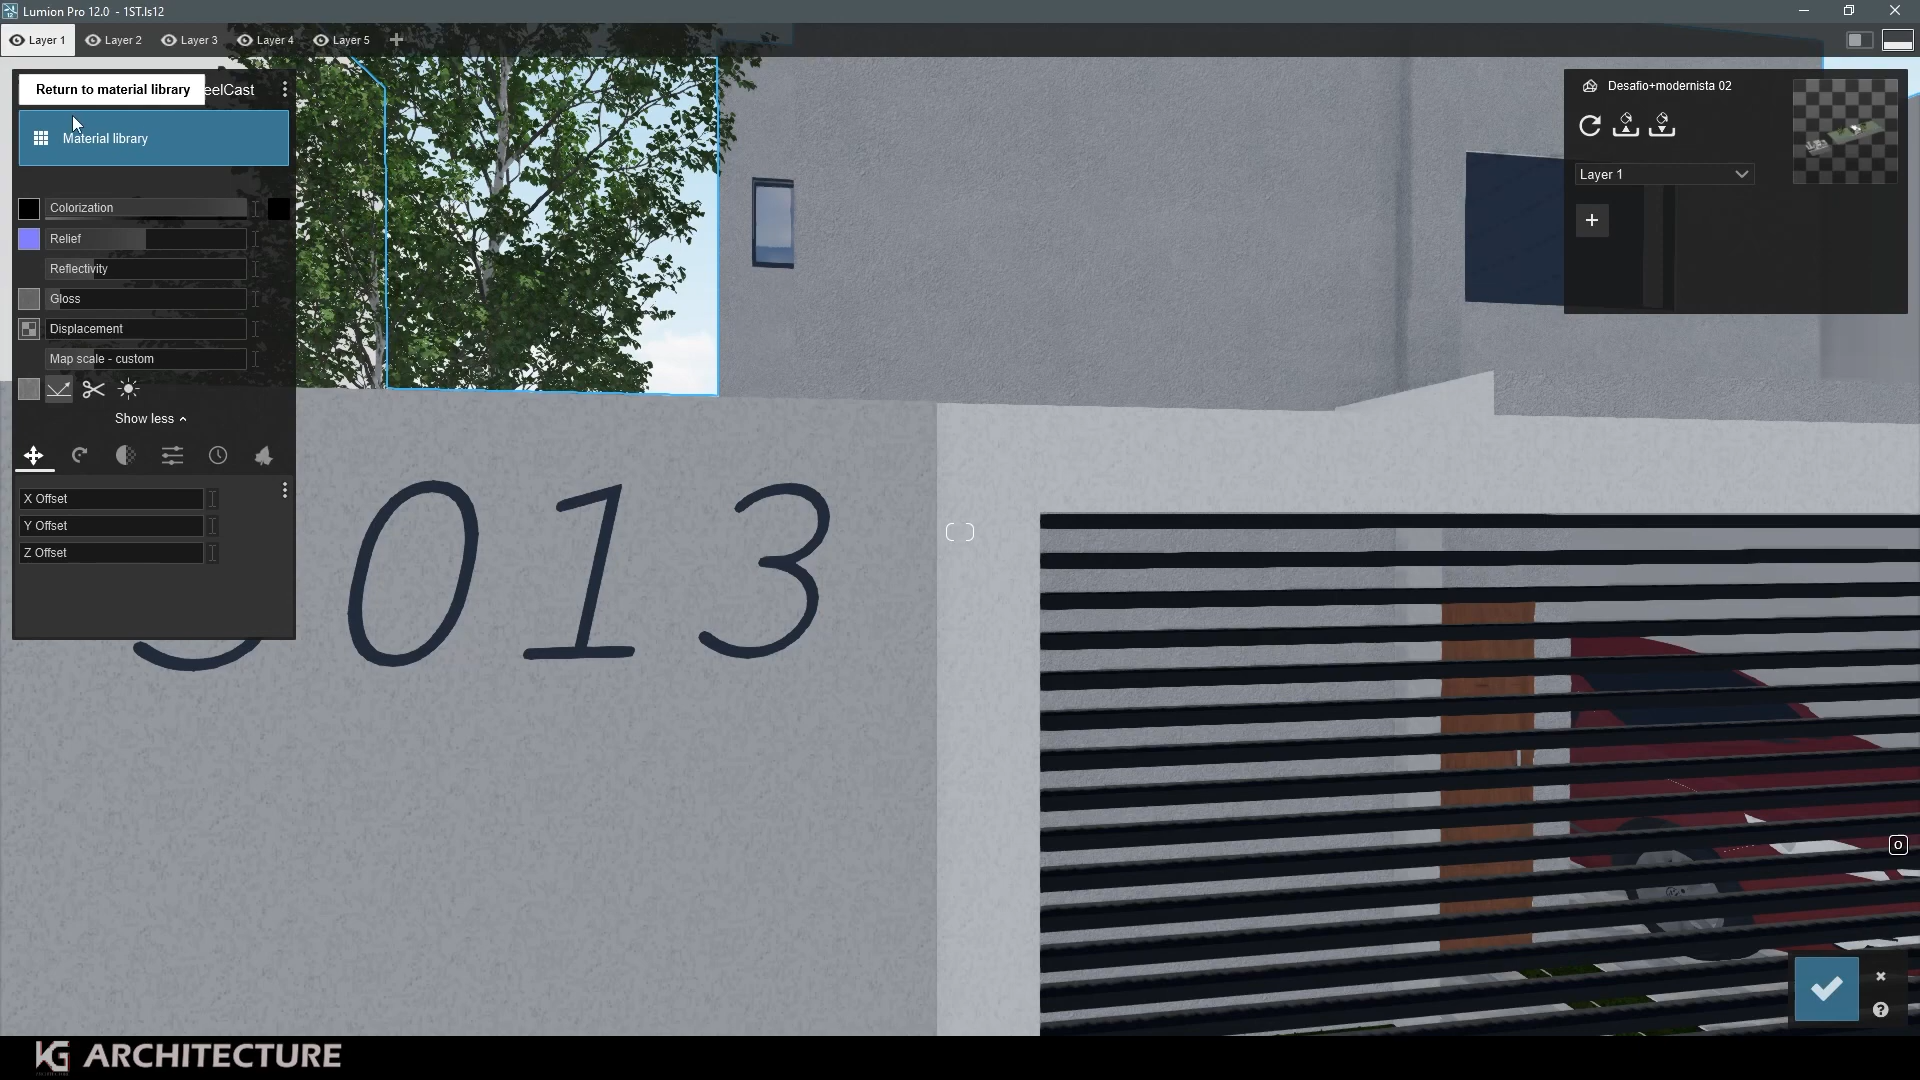 Lumion Pro 12.0 - 1ST.ls12
Layer 1
Layer 2
Layer 3
Layer 4
Layer 5
Return to material library
eelCast
Material library
Colorization
Relief
Reflectivity
Gloss
Displacement
Map scale - custom
Show less
X Offset
Y Offset
Z Offset
Desafio+modernista 02
Layer 1
013
O
KG ARCHITECTURE